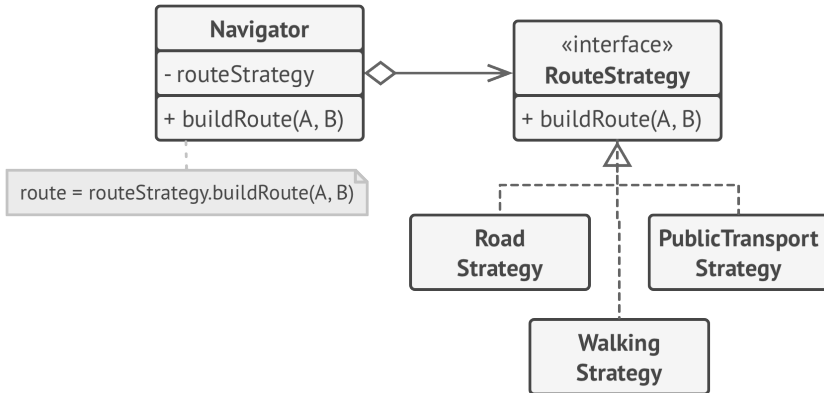 Navigator
- routeStrategy
+ buildRoute(A, B)
route = routeStrategy.buildRoute(A, B)
«interface»
RouteStrategy
+ buildRoute(A, B)
Road
Strategy
PublicTransport
Strategy
Walking
Strategy